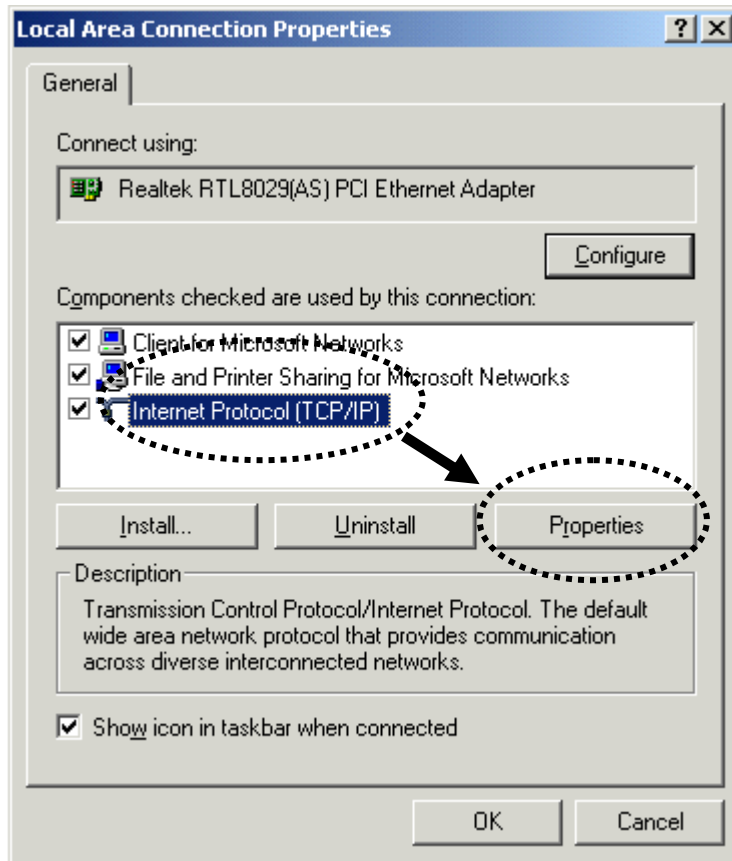 Local Area Connection Properties
General
Connect using:
Realtek RTL8029(AS) PCI Ethernet Adapter
Configure
Components checked are used by this connection:
Client for Microsoft Networks
File and Printer Sharing for Microsoft Networks
Internet Protocol (TCP/IP)
Install... Uninstall Properties
Description
Transmission Control Protocol/Internet Protocol. The default
wide area network protocol that provides communication
across diverse interconnected networks.
Show icon in taskbar when connected
OK Cancel